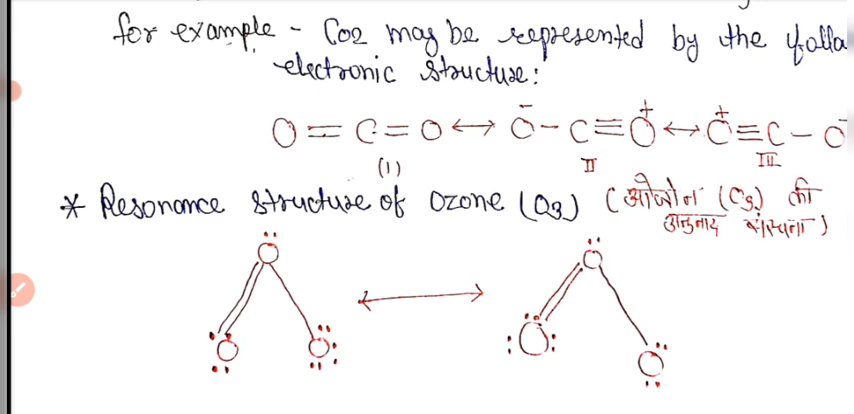 for example - Co2 may be represented by the follo
electronic structure:
O = C = O ↔ O⁻ - C ≡ O⁺ ↔ O⁺ ≡ C - O⁻
(1) II III
* Resonance structure of Ozone (O3) (ओजोन (O3) की
अनुनाद संरचना)
O O
O O O O